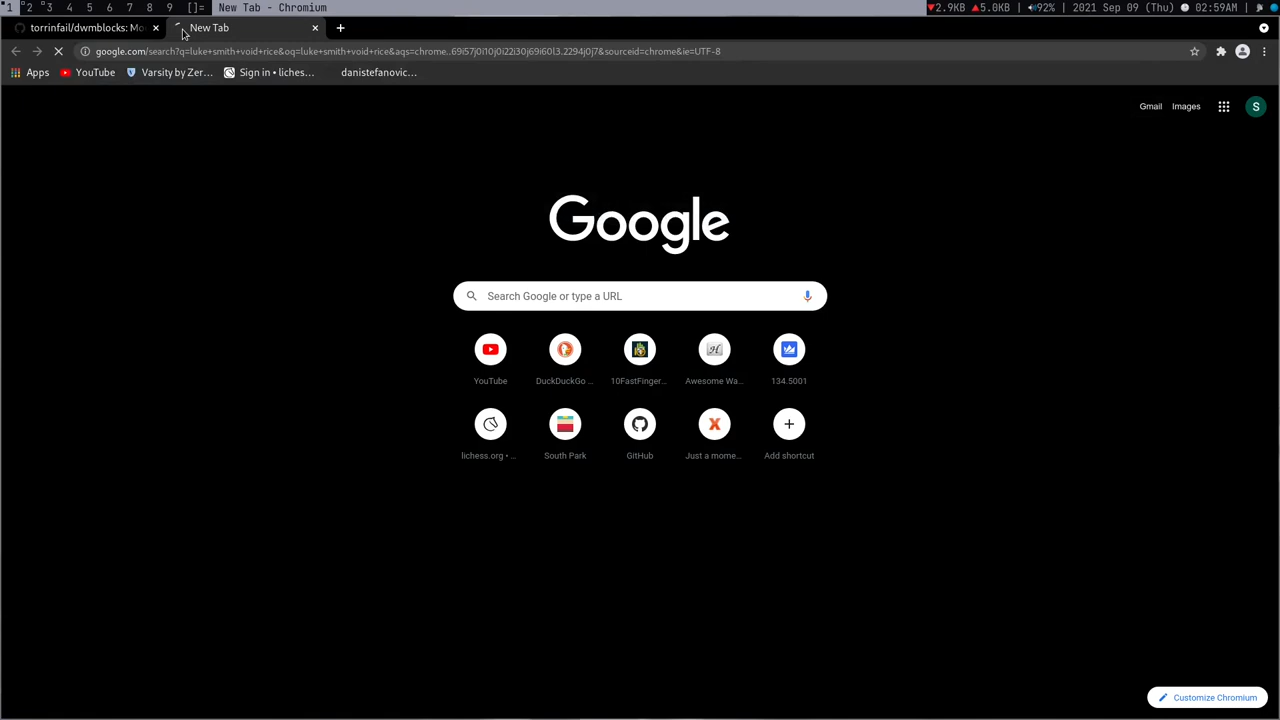 1 2 3 4 5 6 7 8 9 []= New Tab - Chromium ▼2.9KB ▲5.0KB | 92% | 2021 Sep 09 (Thu) 02:59AM |
torrinfail/dwmblocks: Mo New Tab
google.com/search?q=luke+smith+void+rice&oq=luke+smith+void+rice&aqs=chrome..69i57j0i10j0i22i30j69i60l3.2294j0j7&sourceid=chrome&ie=UTF-8
Apps YouTube Varsity by Zer... Sign in • liches... danistefanovic...
Gmail Images S
Google
Search Google or type a URL
YouTube DuckDuckGo ... 10FastFinger... Awesome Wa... 134.5001
lichess.org • ... South Park GitHub Just a mome... Add shortcut
Customize Chromium